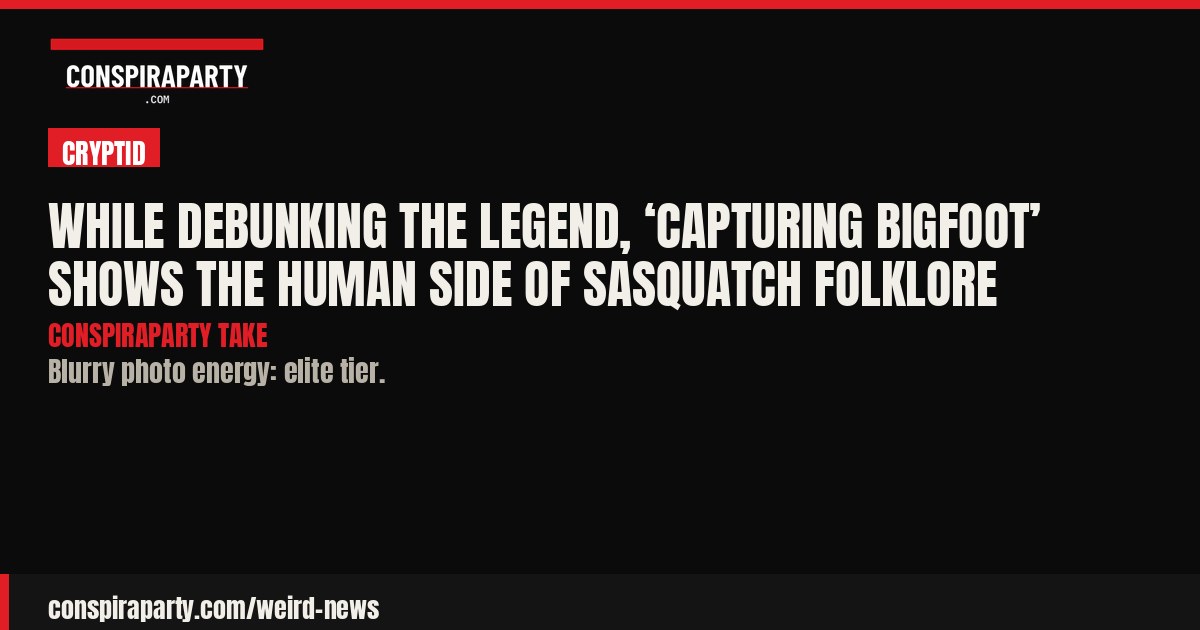 CONSPIRAPARTY
.COM
CRYPTID
WHILE DEBUNKING THE LEGEND, ‘CAPTURING BIGFOOT’
SHOWS THE HUMAN SIDE OF SASQUATCH FOLKLORE
CONSPIRAPARTY TAKE
Blurry photo energy: elite tier.
conspiraparty.com/weird-news